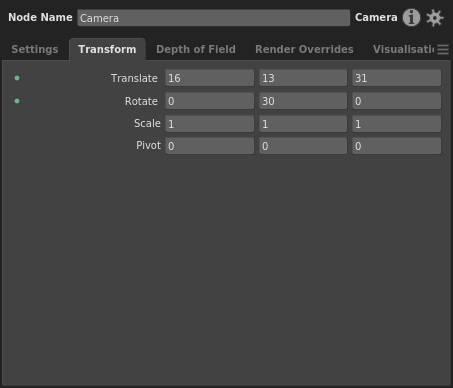 Node Name Camera Camera
Settings Transform Depth of Field Render Overrides Visualisatio
Translate 16 13 31
Rotate 0 30 0
Scale 1 1 1
Pivot 0 0 0